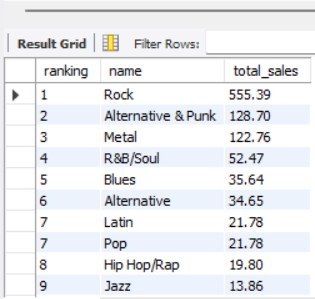 Result Grid Filter Rows:
ranking name total_sales
1 Rock 555.39
2 Alternative & Punk 128.70
3 Metal 122.76
4 R&B/Soul 52.47
5 Blues 35.64
6 Alternative 34.65
7 Latin 21.78
7 Pop 21.78
8 Hip Hop/Rap 19.80
9 Jazz 13.86